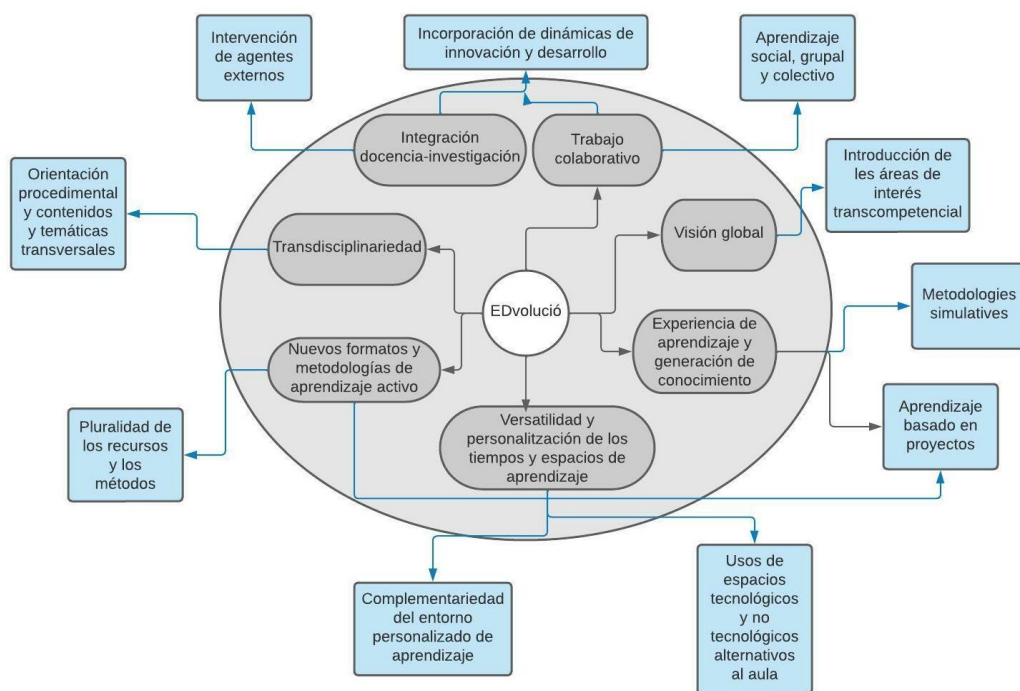 Intervención
de agentes
externos
Incorporación de dinámicas de
innovación y desarrollo
Aprendizaje
social, grupal
y colectivo
Integración
docencia-investigación
Trabajo
colaborativo
Orientación
procedimental
y contenidos
y temáticas
transversales
Introducción
de les áreas de
interés
transcompetencial
Transdisciplinariedad
Visión global
EDvolució
Metodologies
simulatives
Nuevos formatos y
metodologías de
aprendizaje activo
Experiencia de
aprendizaje y
generación de
conocimiento
Pluralidad de
los recursos
y los
métodos
Versatilidad y
personalitzación de los
tiempos y espacios de
aprendizaje
Aprendizaje
basado en
proyectos
Complementariedad
del entorno
personalizado de
aprendizaje
Usos de
espacios
tecnológicos
y no
tecnológicos
alternativos
al aula